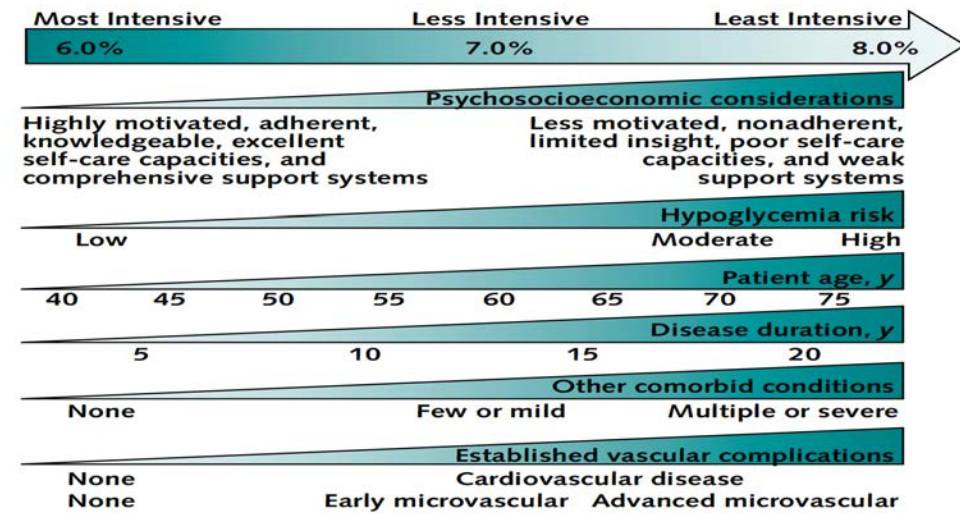 Most Intensive Less Intensive Least Intensive
6.0% 7.0% 8.0%
Psychosocioeconomic considerations
Highly motivated, adherent,
knowledgeable, excellent
self-care capacities, and
comprehensive support systems
Less motivated, nonadherent,
limited insight, poor self-care
capacities, and weak
support systems
Hypoglycemia risk
Low Moderate High
Patient age, y
40 45 50 55 60 65 70 75
Disease duration, y
5 10 15 20
Other comorbid conditions
None Few or mild Multiple or severe
Established vascular complications
None Cardiovascular disease
None Early microvascular Advanced microvascular